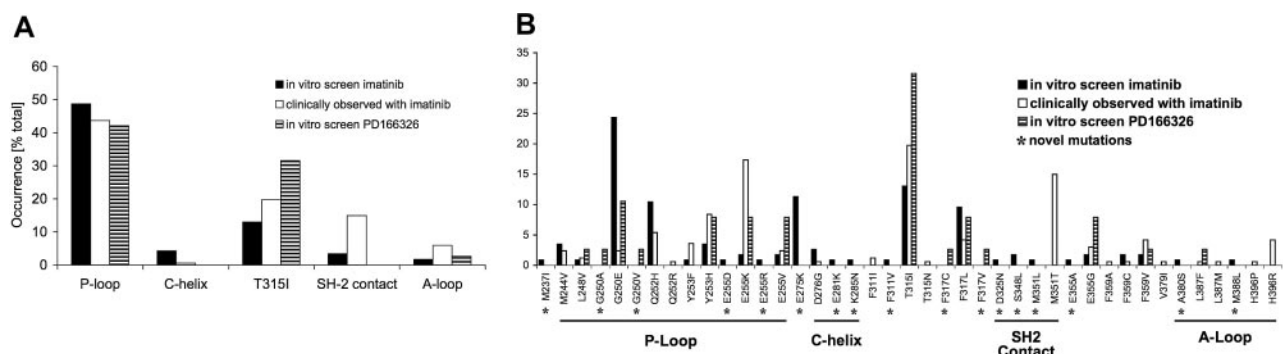 A
Occurrence [% total]
60
50
40
30
20
10
0
in vitro screen imatinib
clinically observed with imatinib
in vitro screen PD166326
P-loop C-helix T315I SH-2 contact A-loop
B
35
30
25
20
15
10
5
0
in vitro screen imatinib
clinically observed with imatinib
in vitro screen PD166326
* novel mutations
* M237I
M244V
L248V
* G250A
G250E
* G250V
Q252H
Q252R
Y253F
Y253H
* E255D
E255K
* E255R
E255V
* E275K
D276G
* E281K
* K285N
F311I
* F311V
T315I
T315N
* F317C
F317L
* F317V
* D325N
* S348L
* M351L
M351T
* E355A
E355G
F359A
F359C
F359V
V379I
* A380S
L387F
L387M
* M388L
H396P
H396R
P-Loop C-helix SH2 A-Loop
Contact